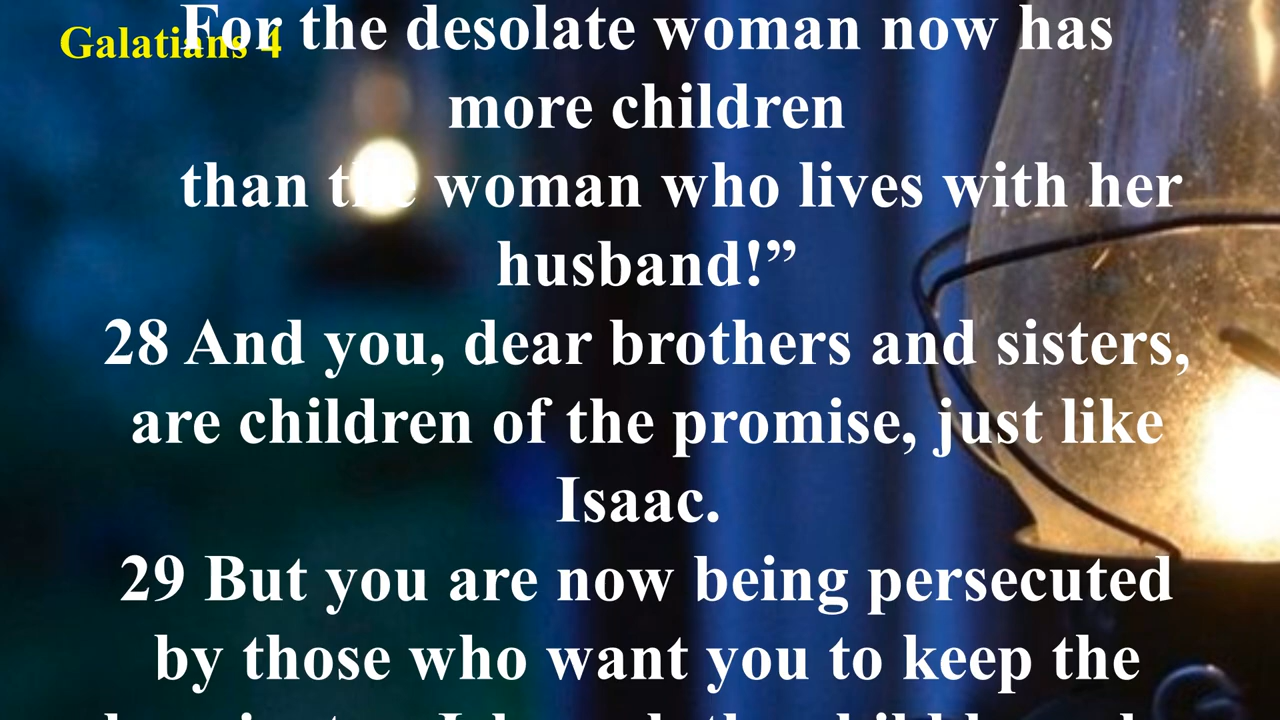 Galatians 4
For the desolate woman now has
more children
than the woman who lives with her
husband!”
28 And you, dear brothers and sisters,
are children of the promise, just like
Isaac.
29 But you are now being persecuted
by those who want you to keep the